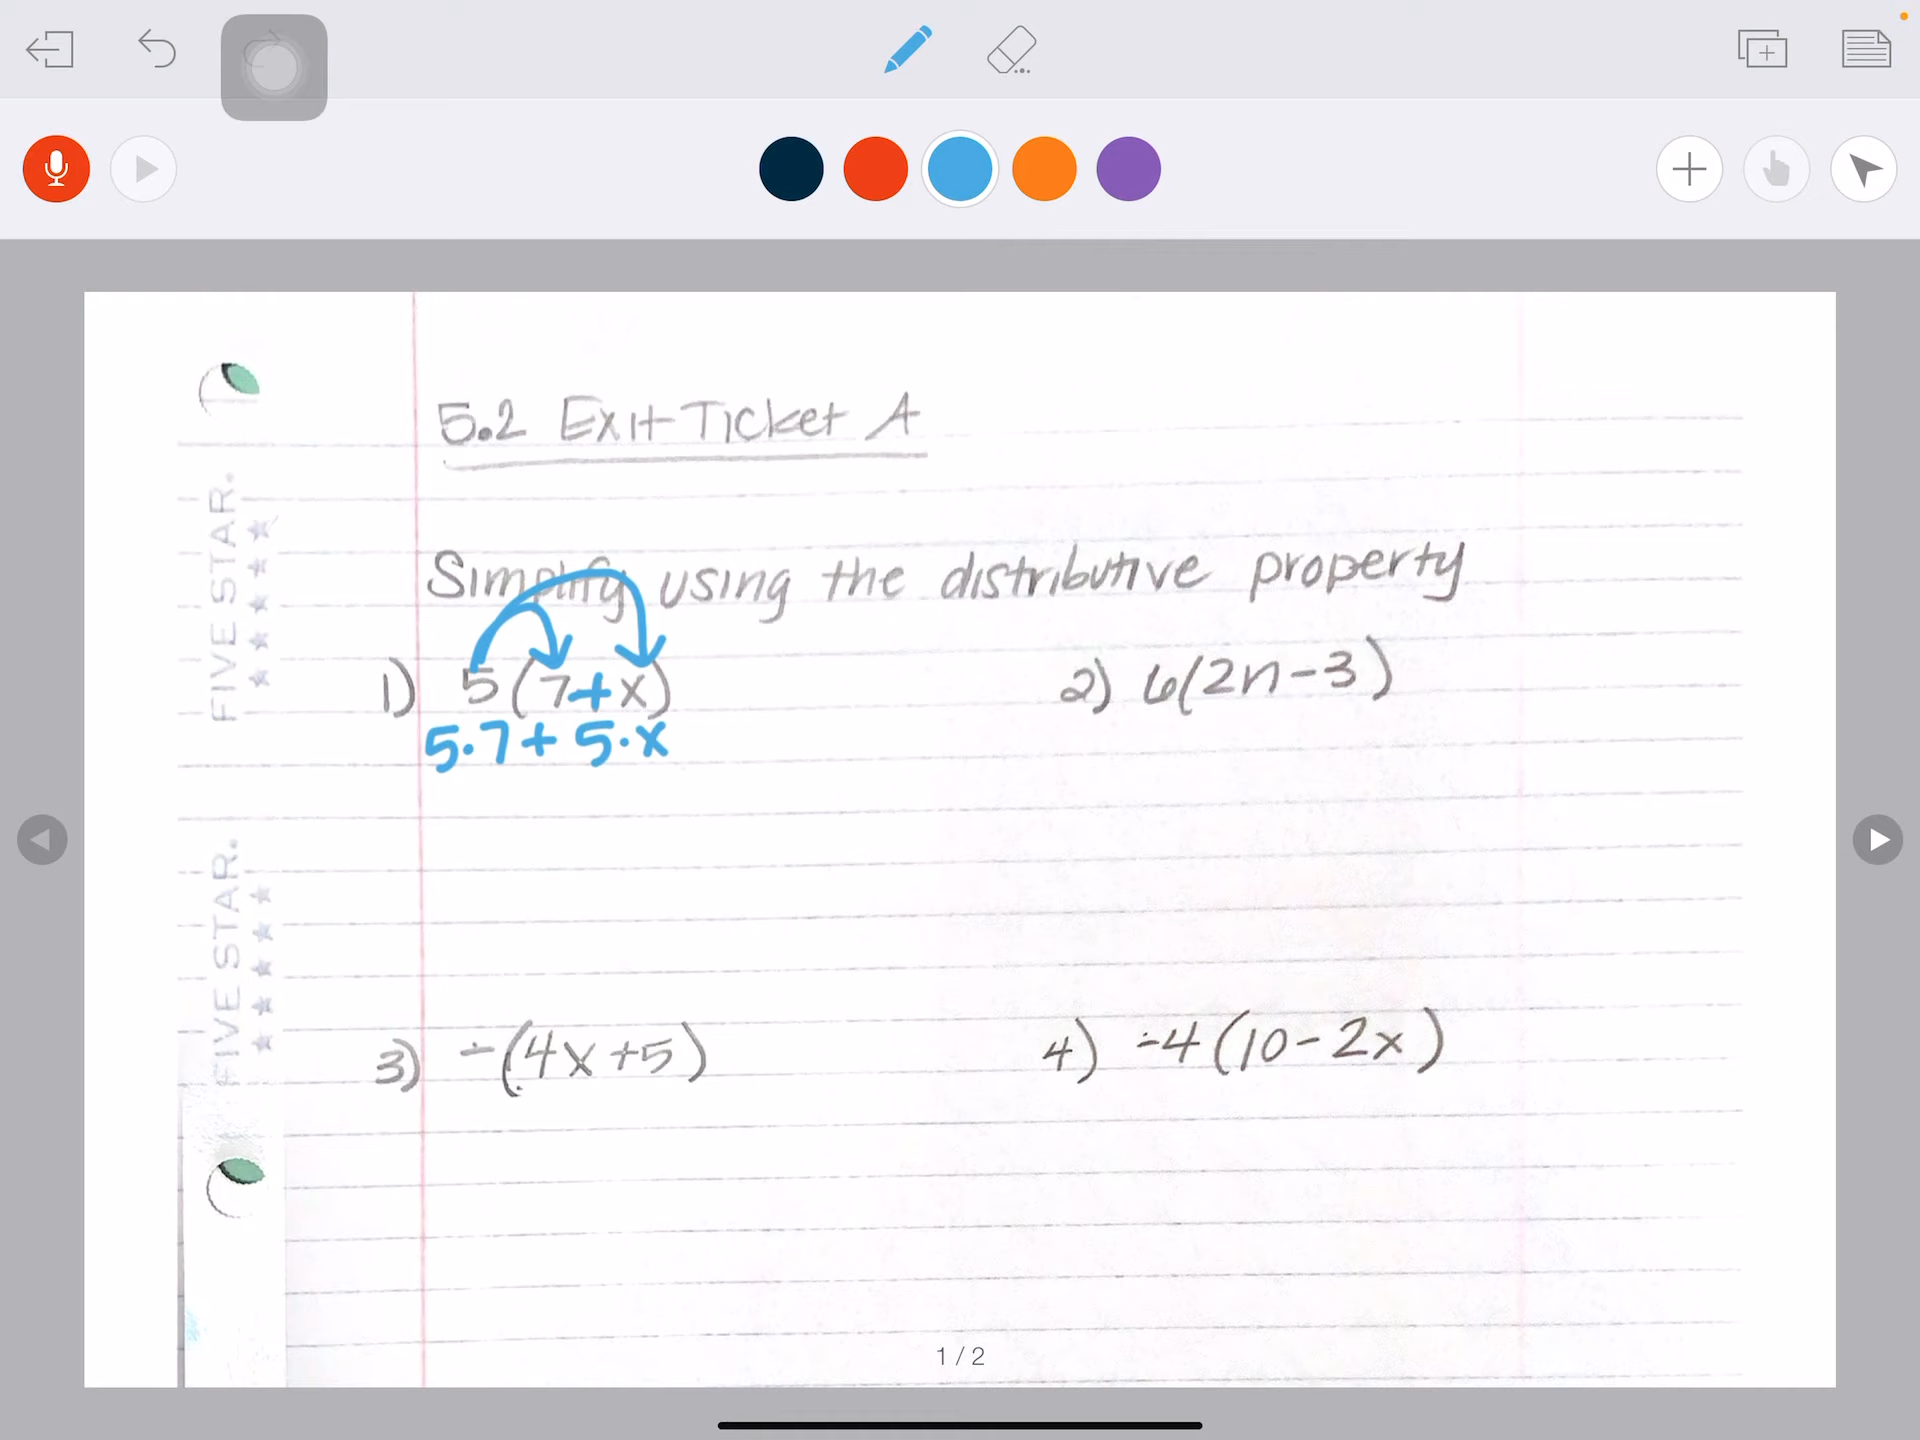 5.2 Exit Ticket A
Simplify using the distributive property
1) 5(7+x)
5·7+ 5·x
2) 6(2n-3)
3) -(4x+5)
4) -4(10-2x)
FIVE STAR.
FIVE STAR.
1 / 2